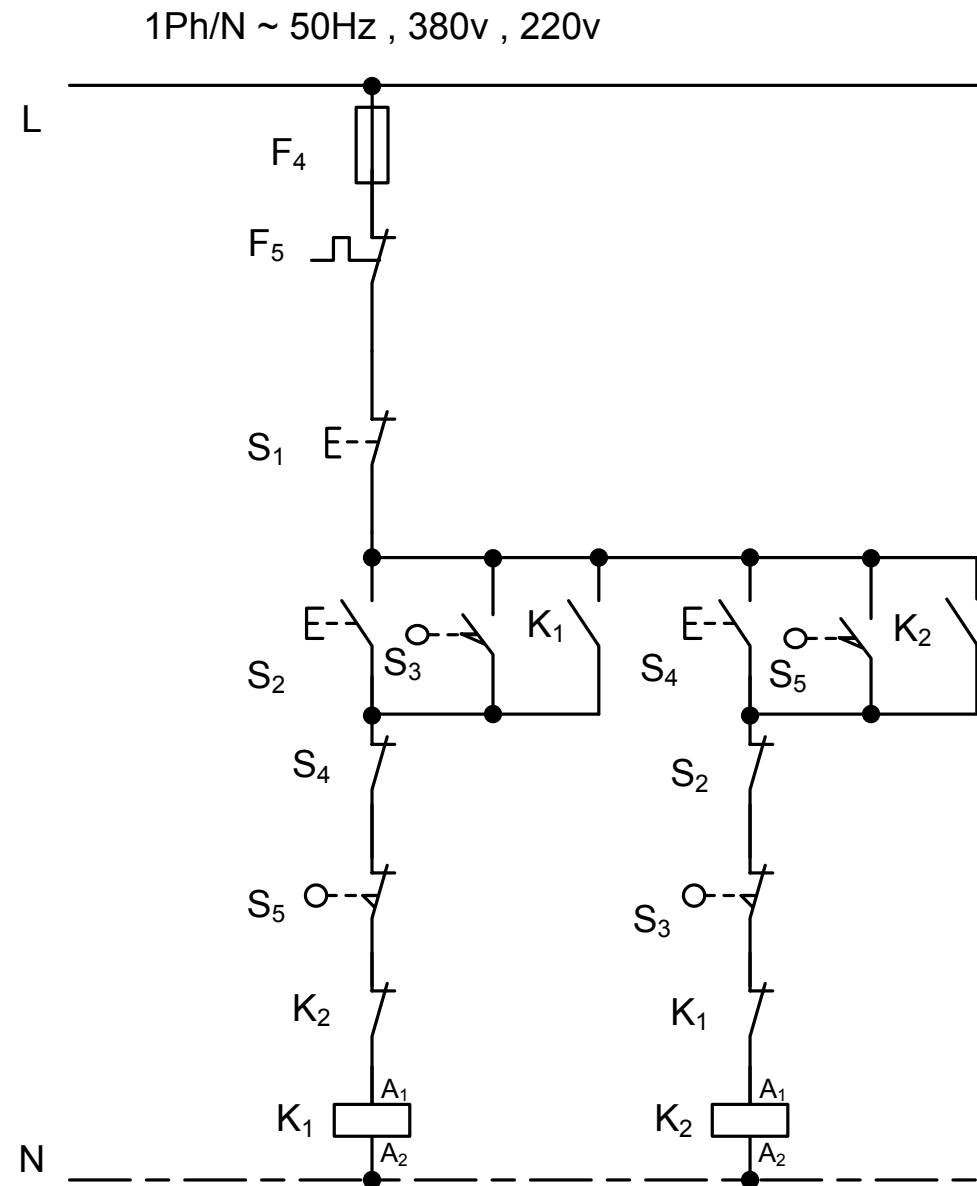 1Ph/N ~ 50Hz , 380v , 220v
L
F₄
F₅
S₁
S₂
S₃
K₁
S₄
S₅
K₂
S₄
S₂
S₅
S₃
K₂
K₁
A₁
A₁
K₁
K₂
A₂
A₂
N